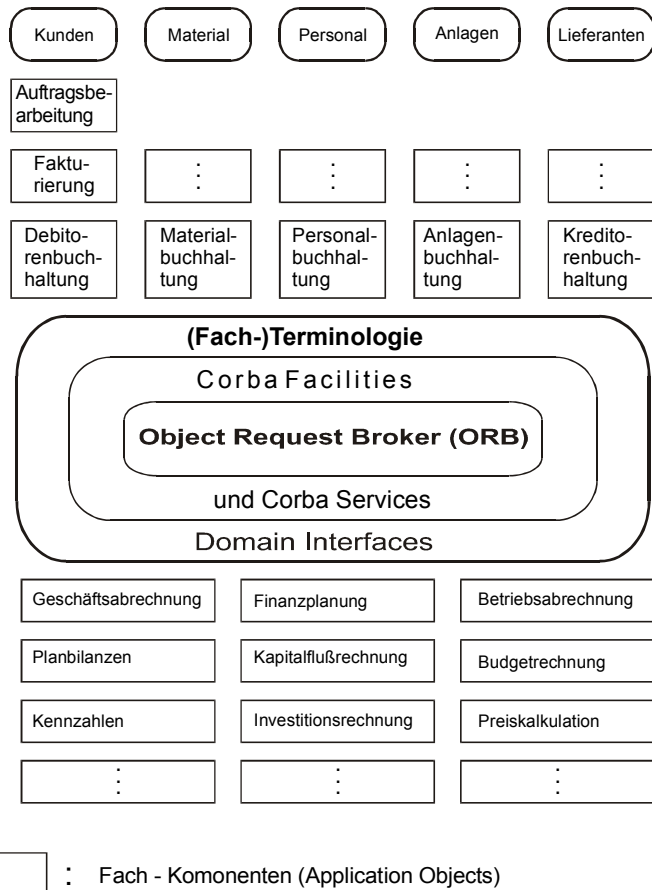 Kunden Material Personal Anlagen Lieferanten
Auftragsbe-
arbeitung
Faktu-
rierung
:
:
:
:
Debito-
renbuch-
haltung
Material-
buchhal-
tung
Personal-
buchhal-
tung
Anlagen-
buchhal-
tung
Kredito-
renbuch-
haltung
(Fach-)Terminologie
Corba Facilities
Object Request Broker (ORB)
und Corba Services
Domain Interfaces
Geschäftsabrechnung Finanzplanung Betriebsabrechnung
Planbilanzen Kapitalflußrechnung Budgetrechnung
Kennzahlen Investitionsrechnung Preiskalkulation
: : :
: Fach - Komonenten (Application Objects)